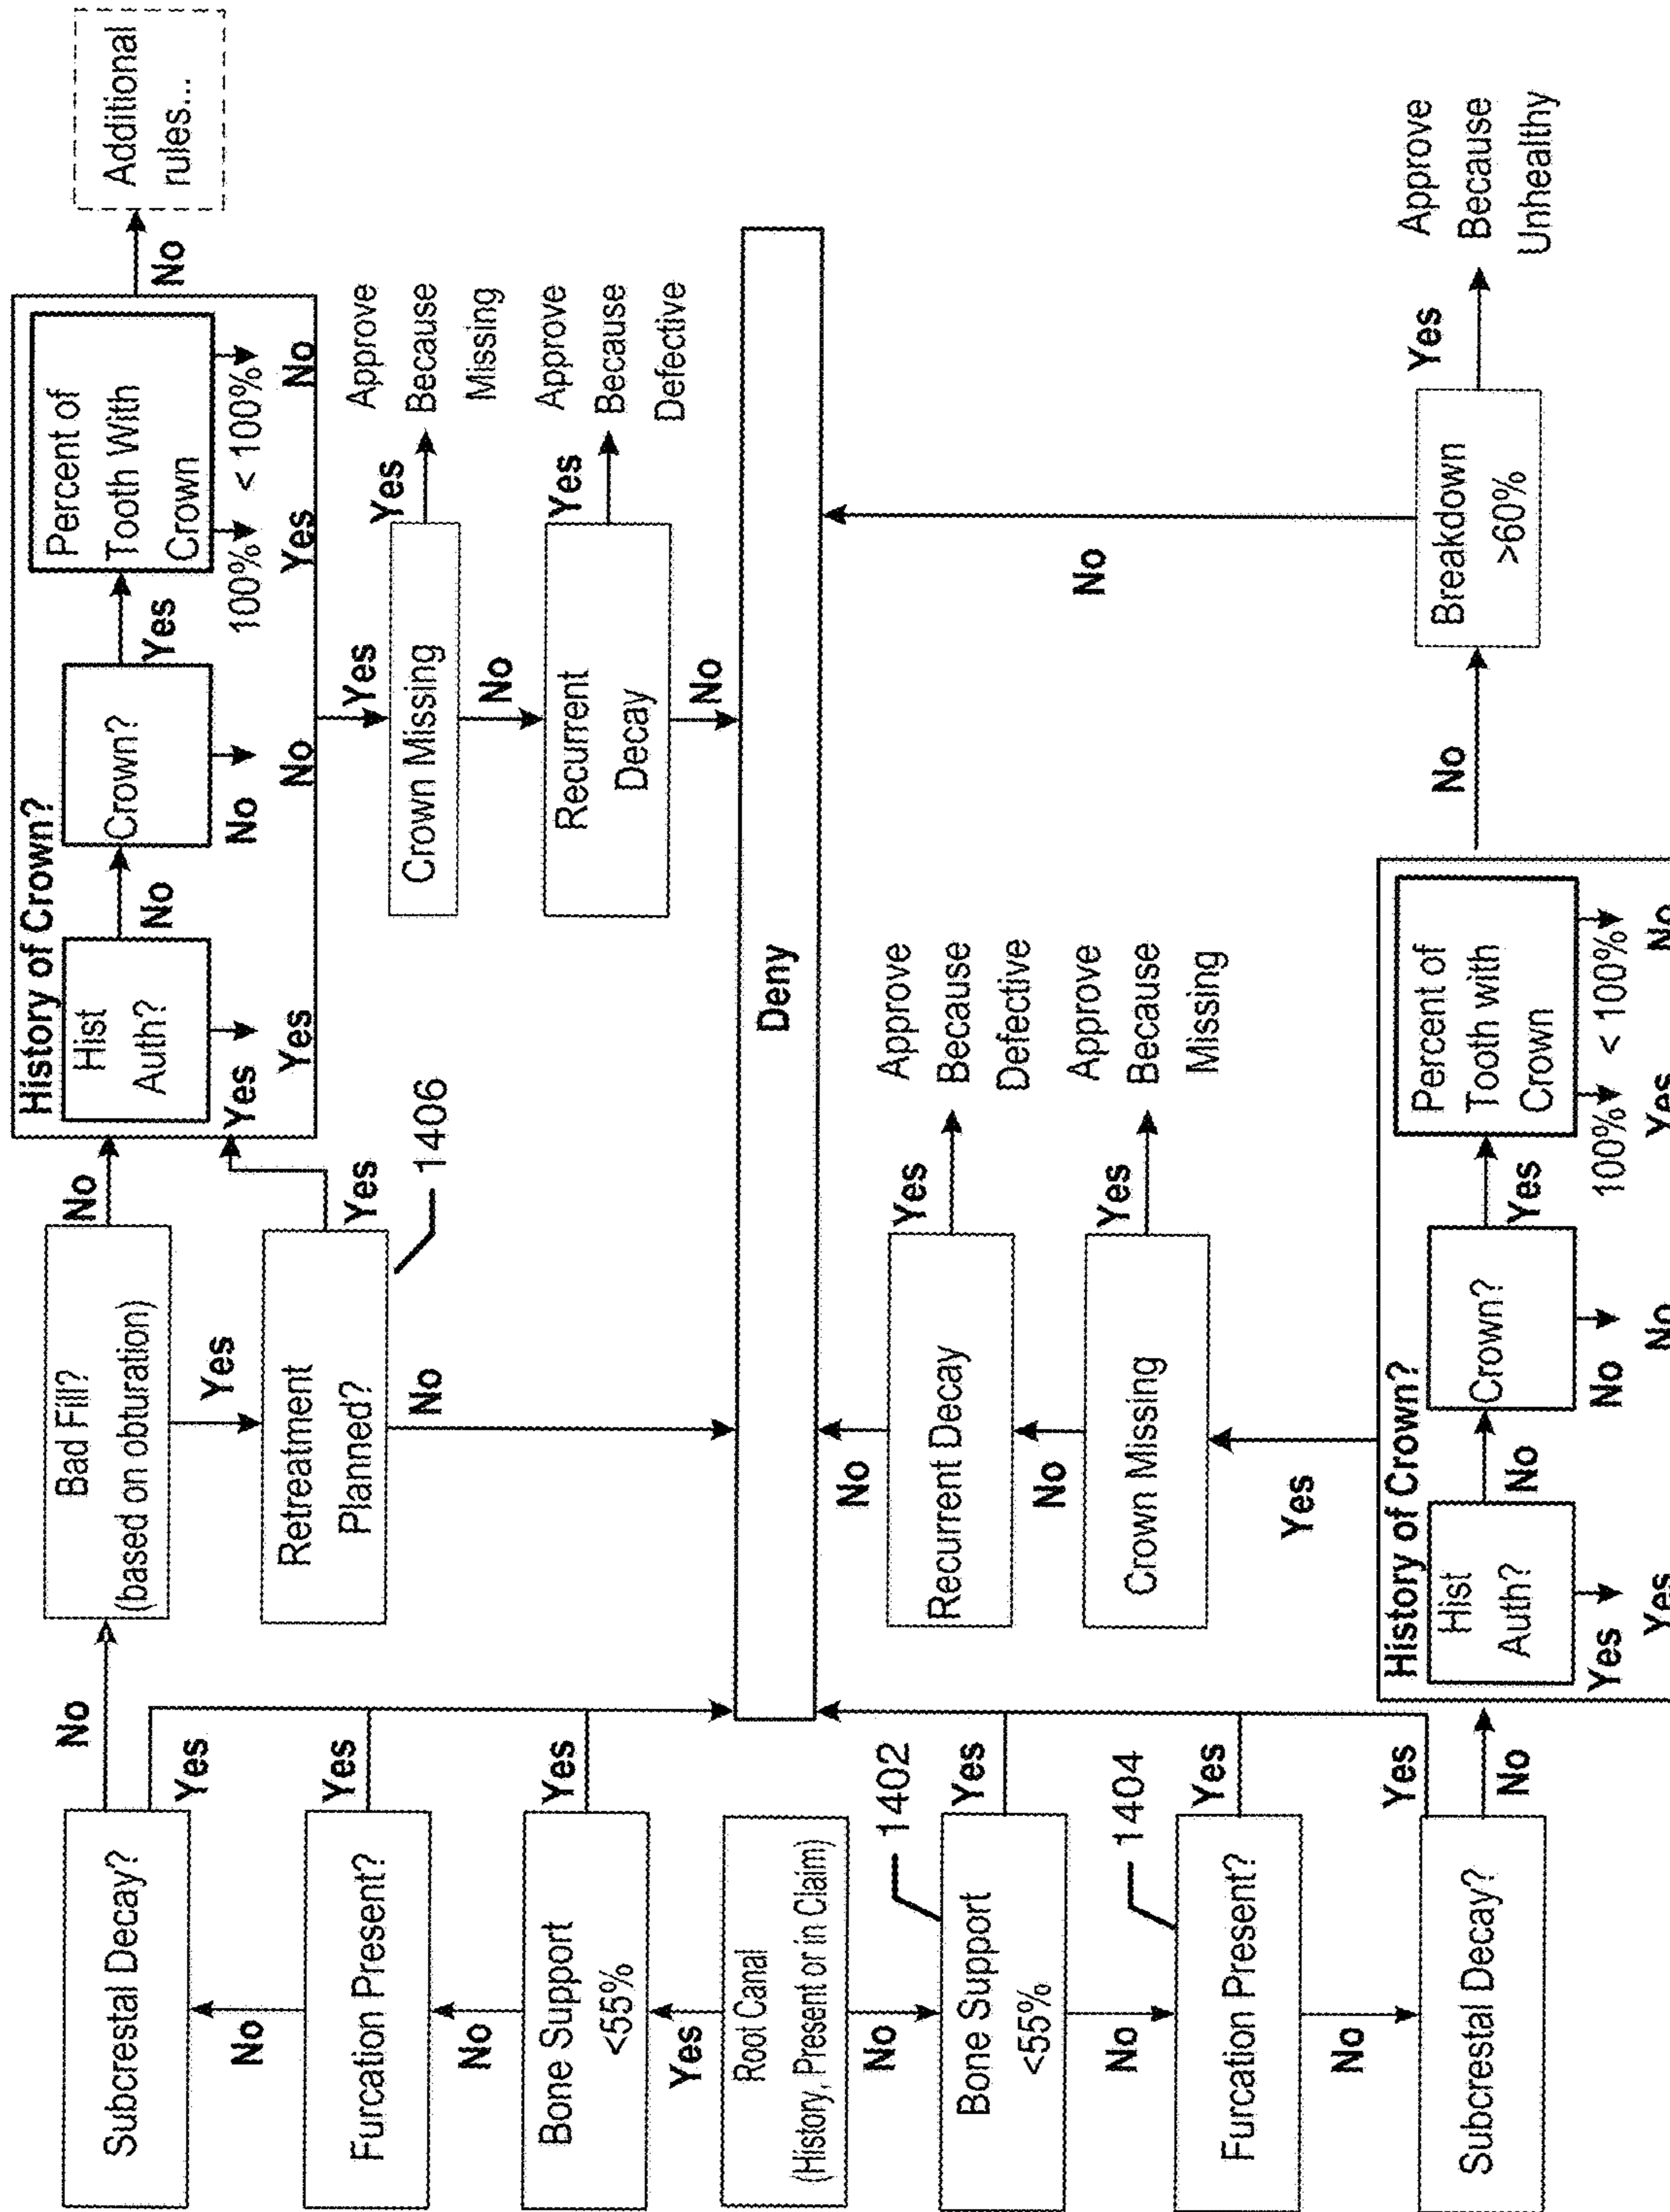 Subcrestal Decay?
No
Yes
Bad Fill?
(based on obturation)
No
Yes
History of Crown?
Hist
Auth?
No
Yes
Yes
Crown?
Yes
No
No
Percent of
Tooth With
Crown
100% < 100%
Yes
No
No
Additional
rules...
No
Furcation Present?
Yes
Retreatment
Planned?
Yes
1406
No
Yes
Crown Missing
Yes
Approve
Because
Missing
No
No
Bone Support
<55%
Yes
Recurrent
Decay
Yes
Approve
Because
Defective
No
Yes
Root Canal
(History, Present or in Claim)
Deny
No
1402
Bone Support
<55%
Yes
No
Recurrent Decay
Yes
Approve
Because
Defective
No
No
1404
Furcation Present?
Yes
Crown Missing
Yes
Approve
Because
Missing
No
Yes
No
Subcrestal Decay?
Yes
No
History of Crown?
Hist
Auth?
No
Yes
Yes
Crown?
Yes
No
No
Percent of
Tooth with
Crown
100% < 100%
Yes
No
No
Breakdown
>60%
Yes
Approve
Because
Unhealthy